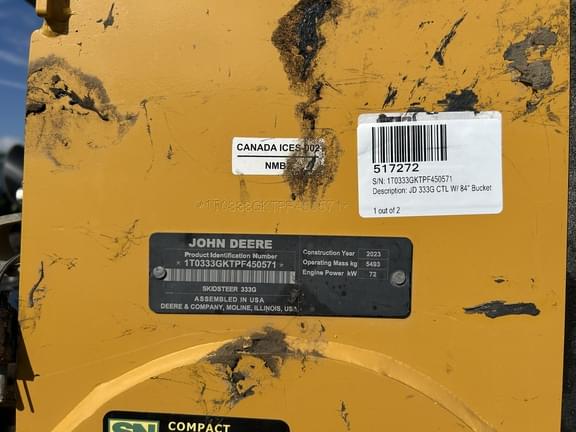 CANADA ICES-002
NMB-
517272
S/N: 1T0333GKTPF450571
Description: JD 333G CTL W/ 84" Bucket
1 out of 2
*1T0333GKTPF450571*
JOHN DEERE
Product Identification Number
* 1T0333GKTPF450571 *
SKIDSTEER 333G
ASSEMBLED IN USA
DEERE & COMPANY, MOLINE, ILLINOIS, USA
Construction Year 2023
Operating Mass kg 5493
Engine Power kW 72
SN
COMPACT